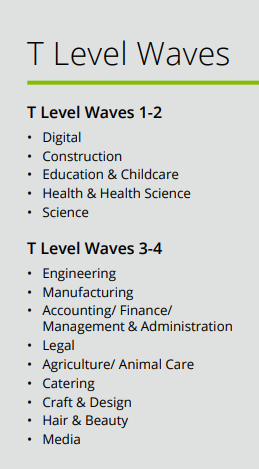 T Level Waves
T Level Waves 1-2
• Digital
• Construction
• Education & Childcare
• Health & Health Science
• Science
T Level Waves 3-4
• Engineering
• Manufacturing
• Accounting/ Finance/
Management & Administration
• Legal
• Agriculture/ Animal Care
• Catering
• Craft & Design
• Hair & Beauty
• Media